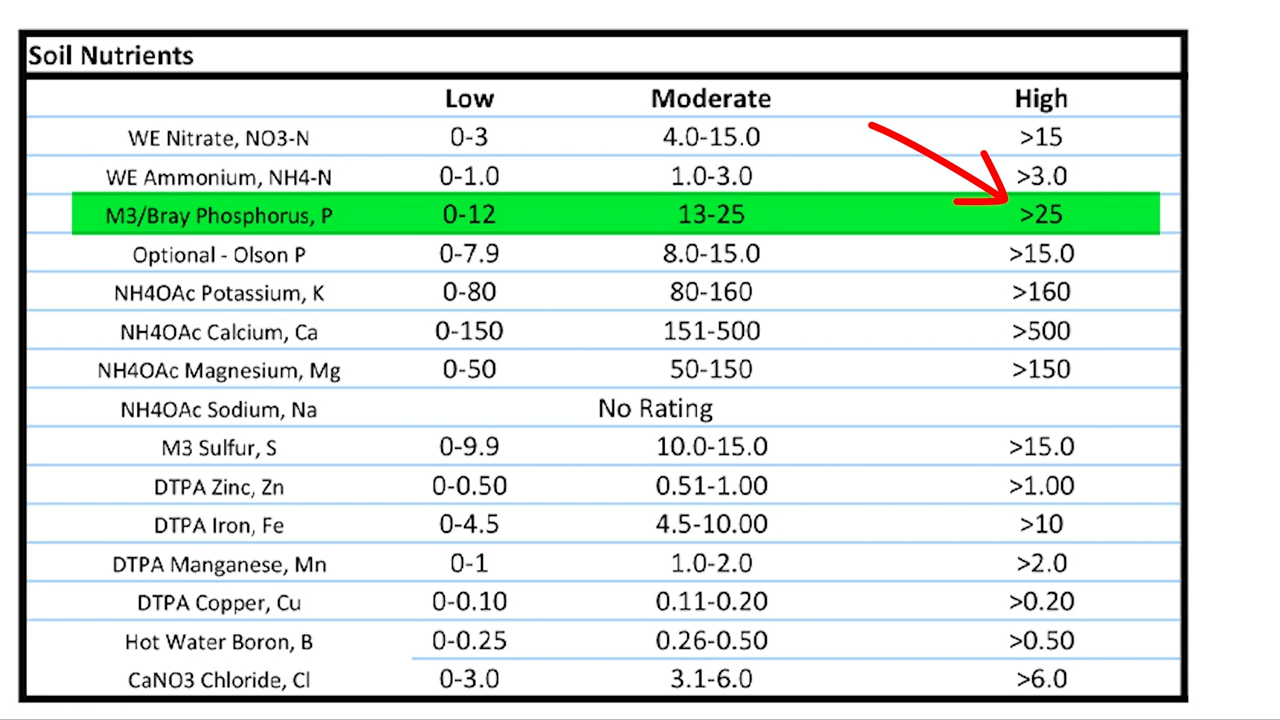 Soil Nutrients
Low Moderate High
WE Nitrate, NO3-N 0-3 4.0-15.0 >15
WE Ammonium, NH4-N 0-1.0 1.0-3.0 >3.0
M3/Bray Phosphorus, P 0-12 13-25 >25
Optional - Olson P 0-7.9 8.0-15.0 >15.0
NH4OAc Potassium, K 0-80 80-160 >160
NH4OAc Calcium, Ca 0-150 151-500 >500
NH4OAc Magnesium, Mg 0-50 50-150 >150
NH4OAc Sodium, Na No Rating
M3 Sulfur, S 0-9.9 10.0-15.0 >15.0
DTPA Zinc, Zn 0-0.50 0.51-1.00 >1.00
DTPA Iron, Fe 0-4.5 4.5-10.00 >10
DTPA Manganese, Mn 0-1 1.0-2.0 >2.0
DTPA Copper, Cu 0-0.10 0.11-0.20 >0.20
Hot Water Boron, B 0-0.25 0.26-0.50 >0.50
CaNO3 Chloride, Cl 0-3.0 3.1-6.0 >6.0